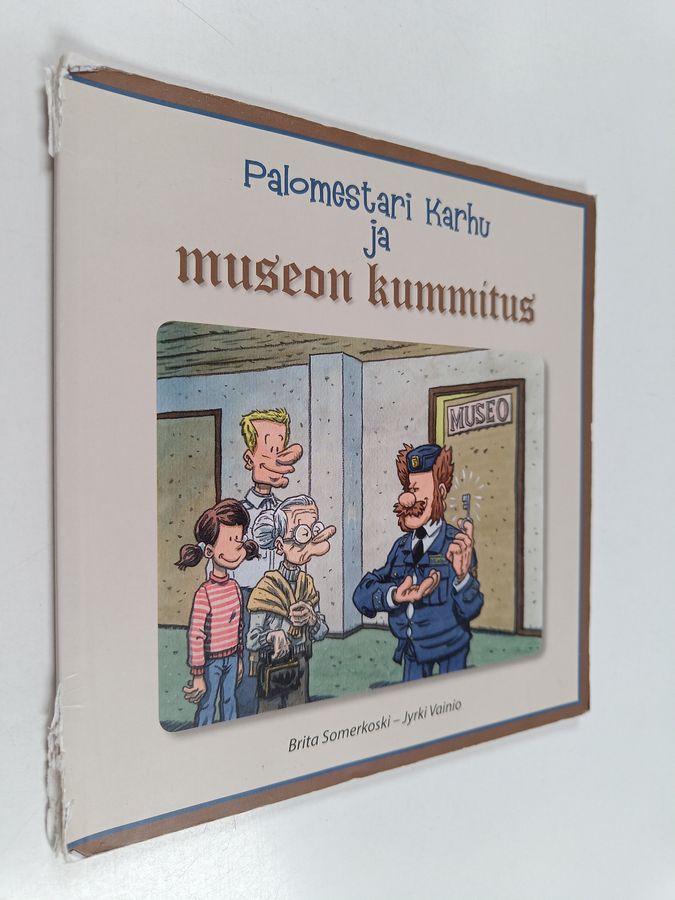 Palomestari Karhu
ja
museon kummitus
MUSEO
Brita Somerkoski – Jyrki Vainio